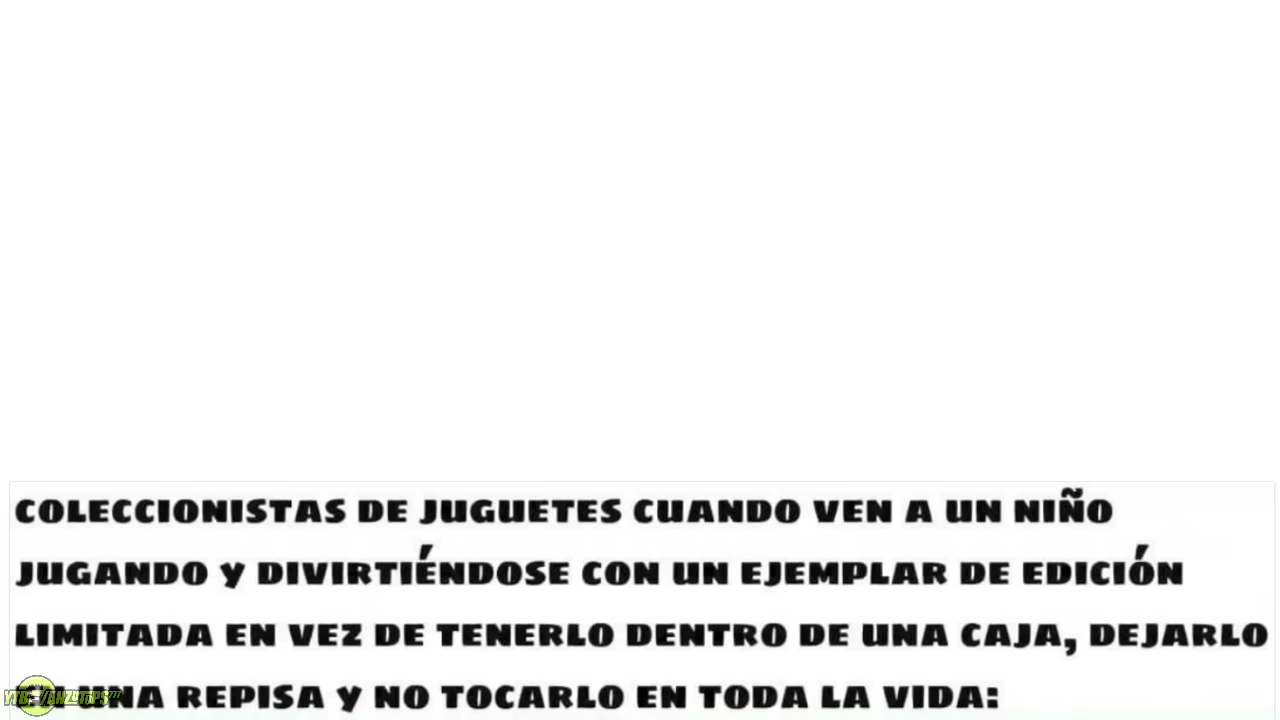 COLECCIONISTAS DE JUGUETES CUANDO VEN A UN NIÑO
JUGANDO Y DIVIRTIÉNDOSE CON UN EJEMPLAR DE EDICIÓN
LIMITADA EN VEZ DE TENERLO DENTRO DE UNA CAJA, DEJARLO
UNA REPISA Y NO TOCARLO EN TODA LA VIDA: